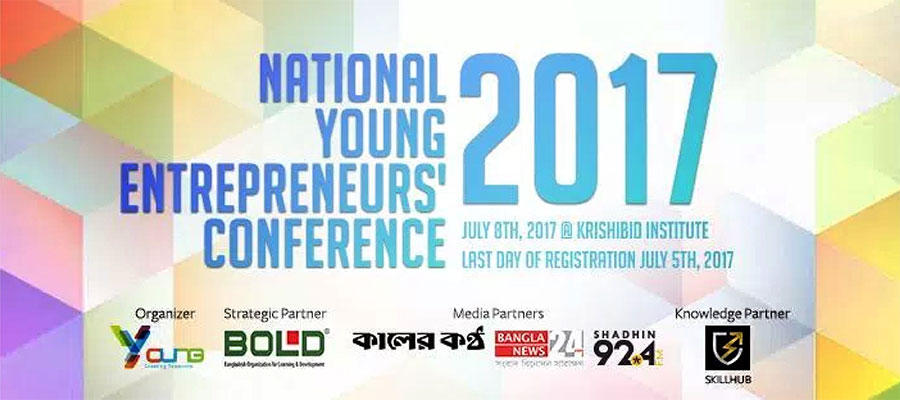 NATIONAL
YOUNG
ENTREPRENEURS'
CONFERENCE
2017
JULY 8TH, 2017 @ KRISHIBID INSTITUTE
LAST DAY OF REGISTRATION JULY 5TH, 2017
Organizer
Young
Strategic Partner
BOLD®
Bangladesh Organization for Learning & Development
Media Partners
কালের কণ্ঠ
BANGLA
NEWS 24
SHADHIN
92.4 FM
Knowledge Partner
SKILLHUB